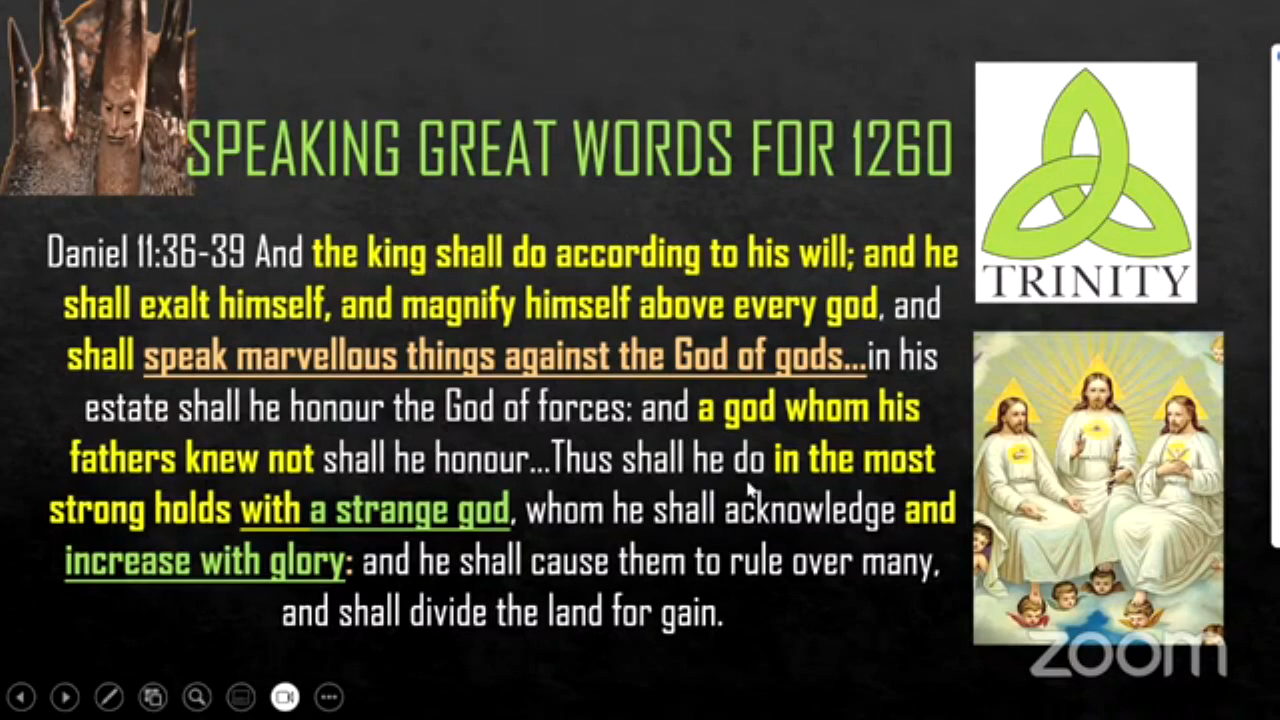 SPEAKING GREAT WORDS FOR 1260
Daniel 11:36-39 And the king shall do according to his will; and he
shall exalt himself, and magnify himself above every god, and
shall speak marvellous things against the God of gods...in his
estate shall he honour the God of forces: and a god whom his
fathers knew not shall he honour...Thus shall he do in the most
strong holds with a strange god, whom he shall acknowledge and
increase with glory: and he shall cause them to rule over many,
and shall divide the land for gain.
TRINITY
zoom